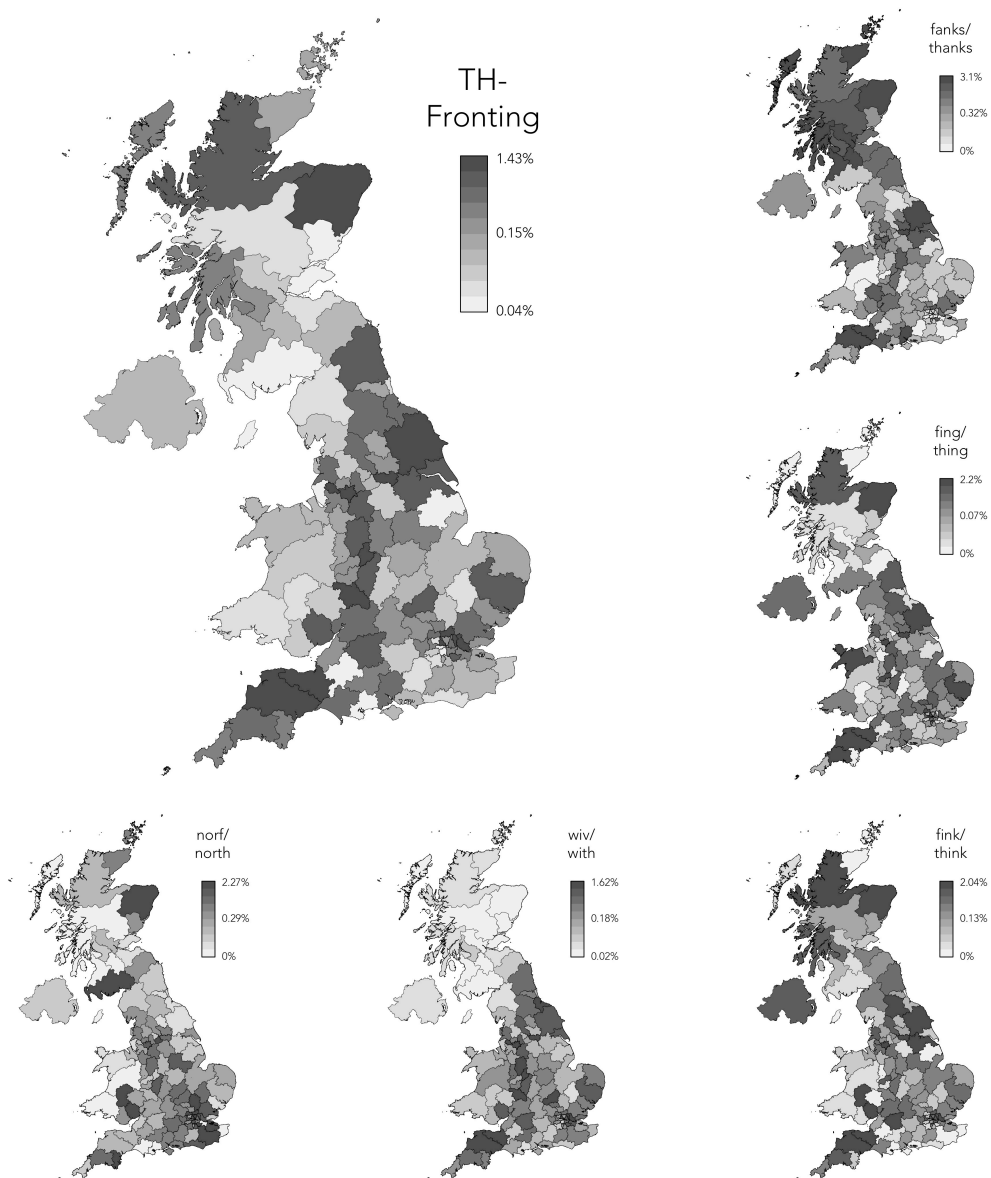 TH-
Fronting
1.43%
0.15%
0.04%
fanks/
thanks
3.1%
0.32%
0%
fing/
thing
2.2%
0.07%
0%
norf/
north
2.27%
0.29%
0%
wiv/
with
1.62%
0.18%
0.02%
fink/
think
2.04%
0.13%
0%